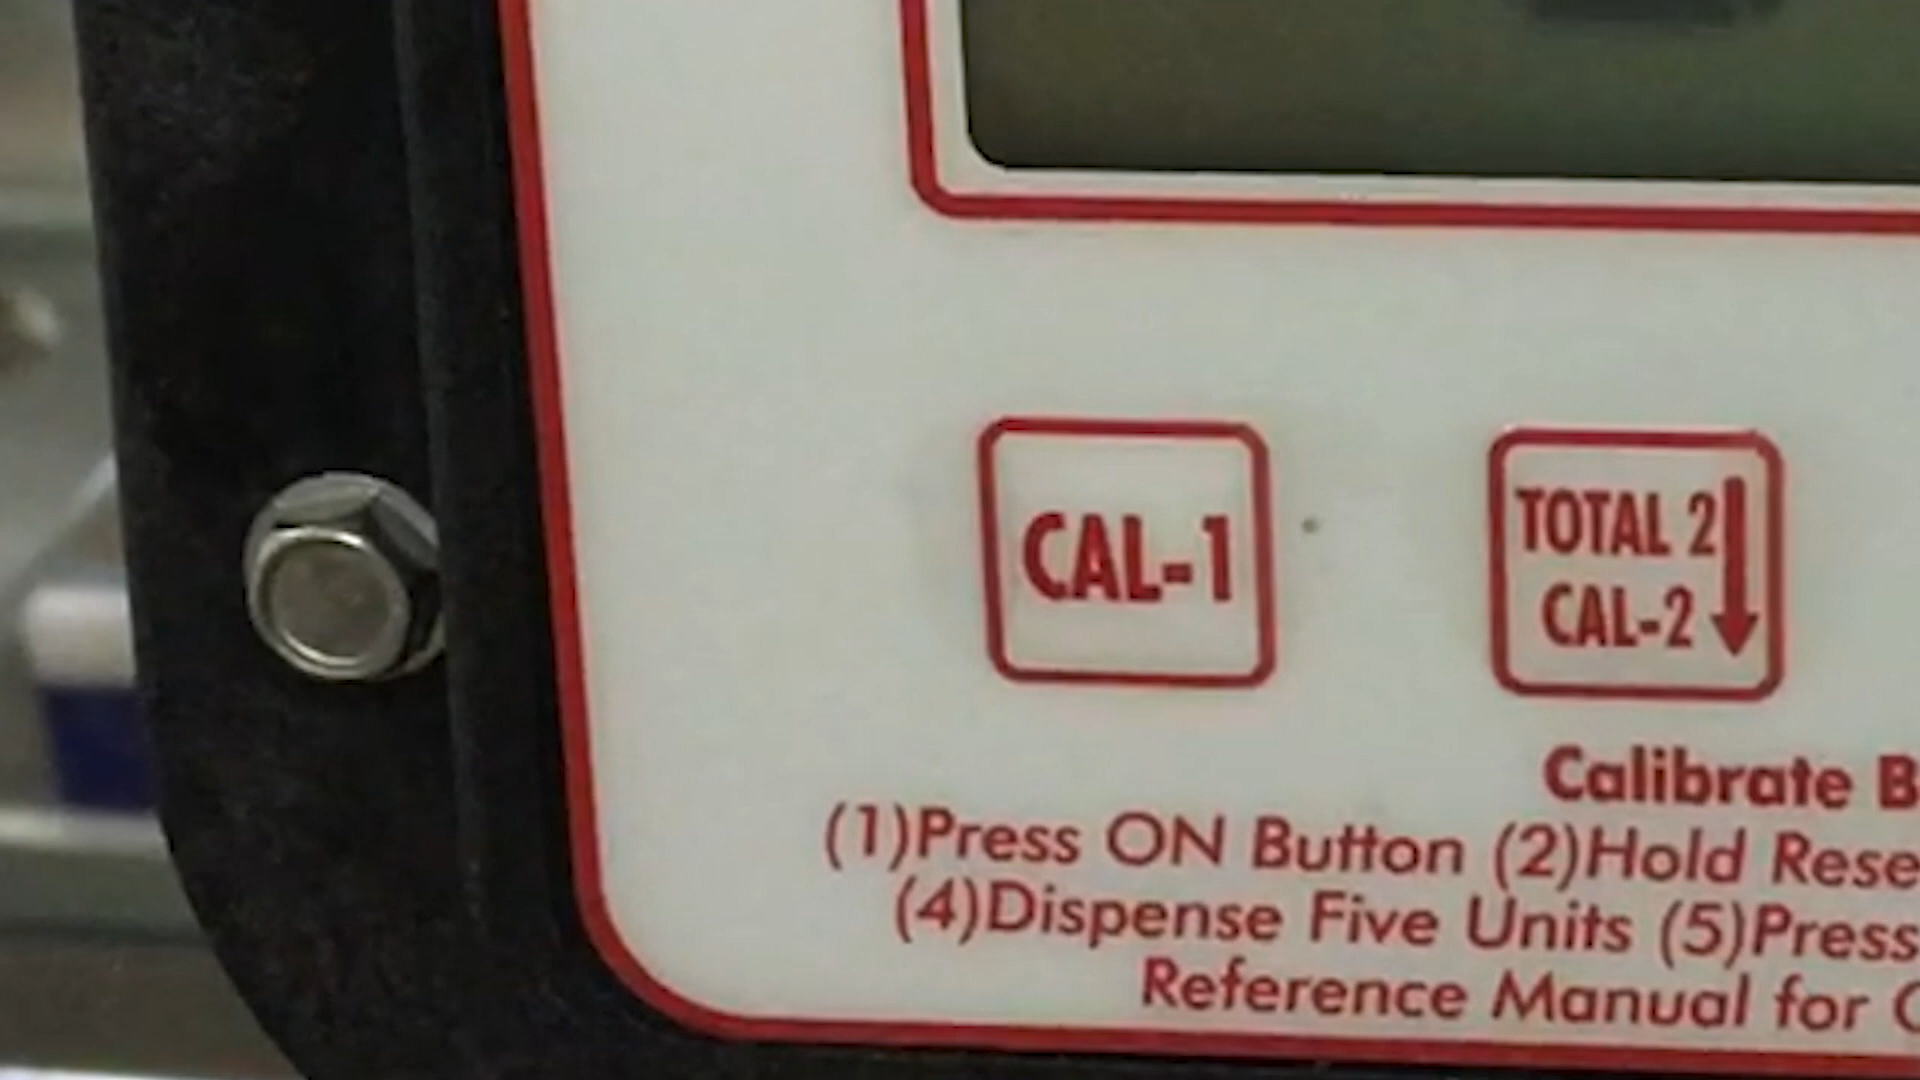 CAL-1
TOTAL 2
CAL-2
Calibrate
(1)Press ON Button (2)Hold
(4)Dispense Five Units (5)Press
Reference Manual for